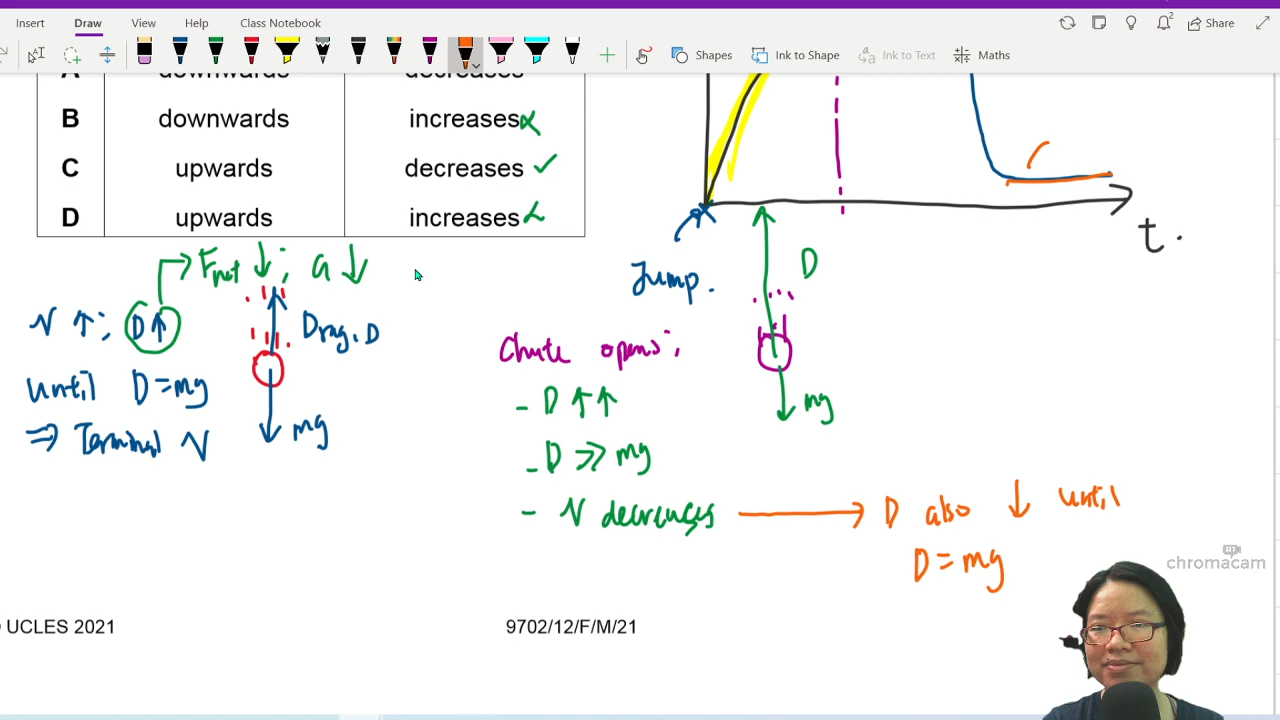 Insert Draw View Help Class Notebook Share
Shapes Ink to Shape Ink to Text Maths
A downwards decreases
B downwards increases
C upwards decreases ✓
D upwards increases
Fnet ↓; a ↓
D
t.
Jump.
v ↑; D↑
Drag, D
Chute opens;
until D=mg
mg
- D ↑↑
mg
⇒ Terminal v
- D >> mg
- v decreases → D also ↓ until
D = mg
chromacam
UCLES 2021
9702/12/F/M/21